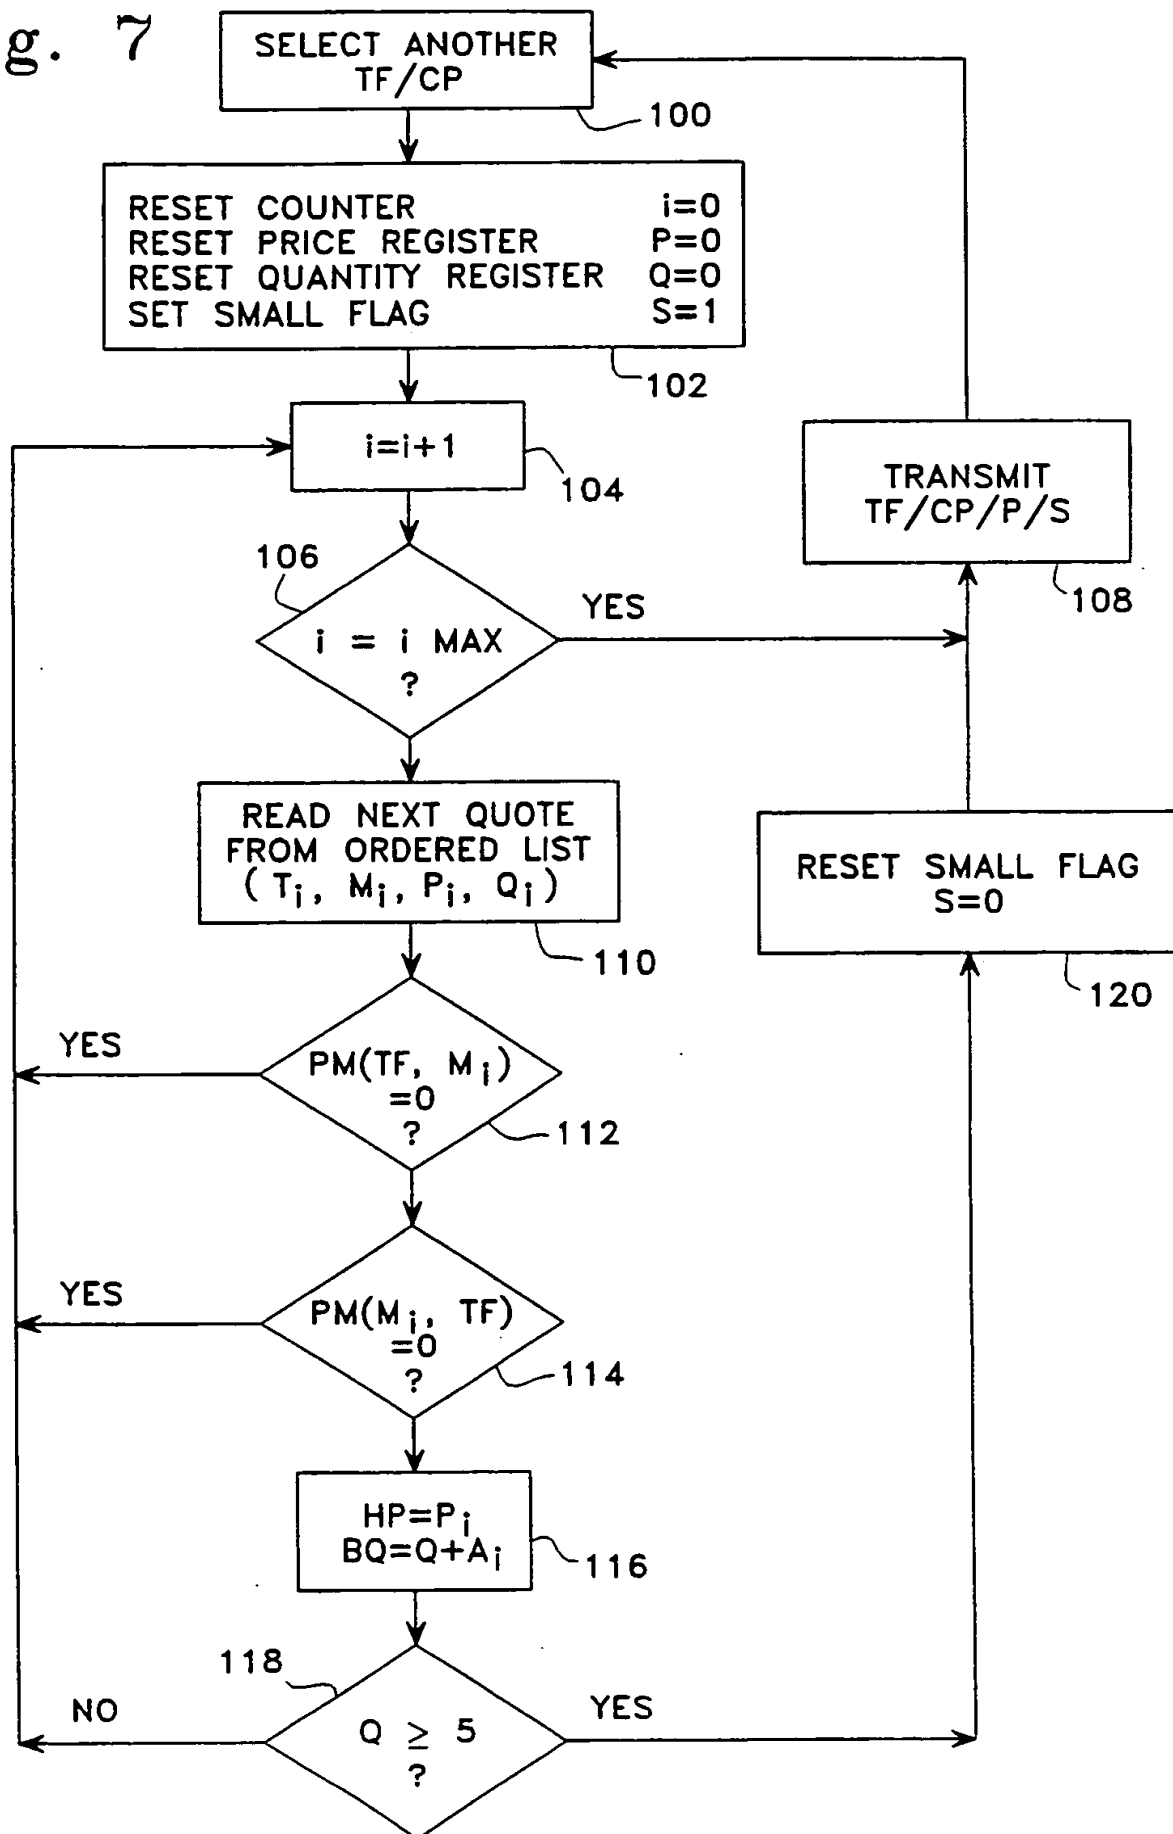 g. 7
SELECT ANOTHER
TF/CP
100
RESET COUNTER i=0
RESET PRICE REGISTER P=0
RESET QUANTITY REGISTER Q=0
SET SMALL FLAG S=1
102
i=i+1
104
TRANSMIT
TF/CP/P/S
108
106
i = i MAX
?
YES
READ NEXT QUOTE
FROM ORDERED LIST
( Ti, Mi, Pi, Qi )
110
RESET SMALL FLAG
S=0
120
YES
PM(TF, Mi)
=0
?
112
YES
PM(Mi, TF)
=0
?
114
HP=Pi
BQ=Q+Ai
116
118
NO
Q ≥ 5
?
YES